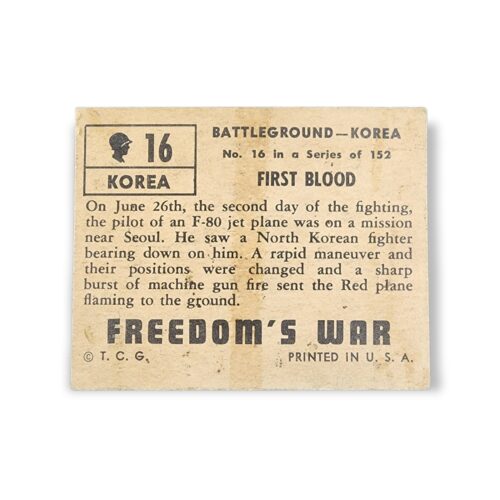 16
KOREA
BATTLEGROUND—KOREA
No. 16 in a Series of 152
FIRST BLOOD
On June 26th, the second day of the fighting,
the pilot of an F-80 jet plane was on a mission
near Seoul. He saw a North Korean fighter
bearing down on him. A rapid maneuver and
their positions were changed and a sharp
burst of machine gun fire sent the Red plane
flaming to the ground.
FREEDOM'S WAR
© T. C. G. PRINTED IN U. S. A.